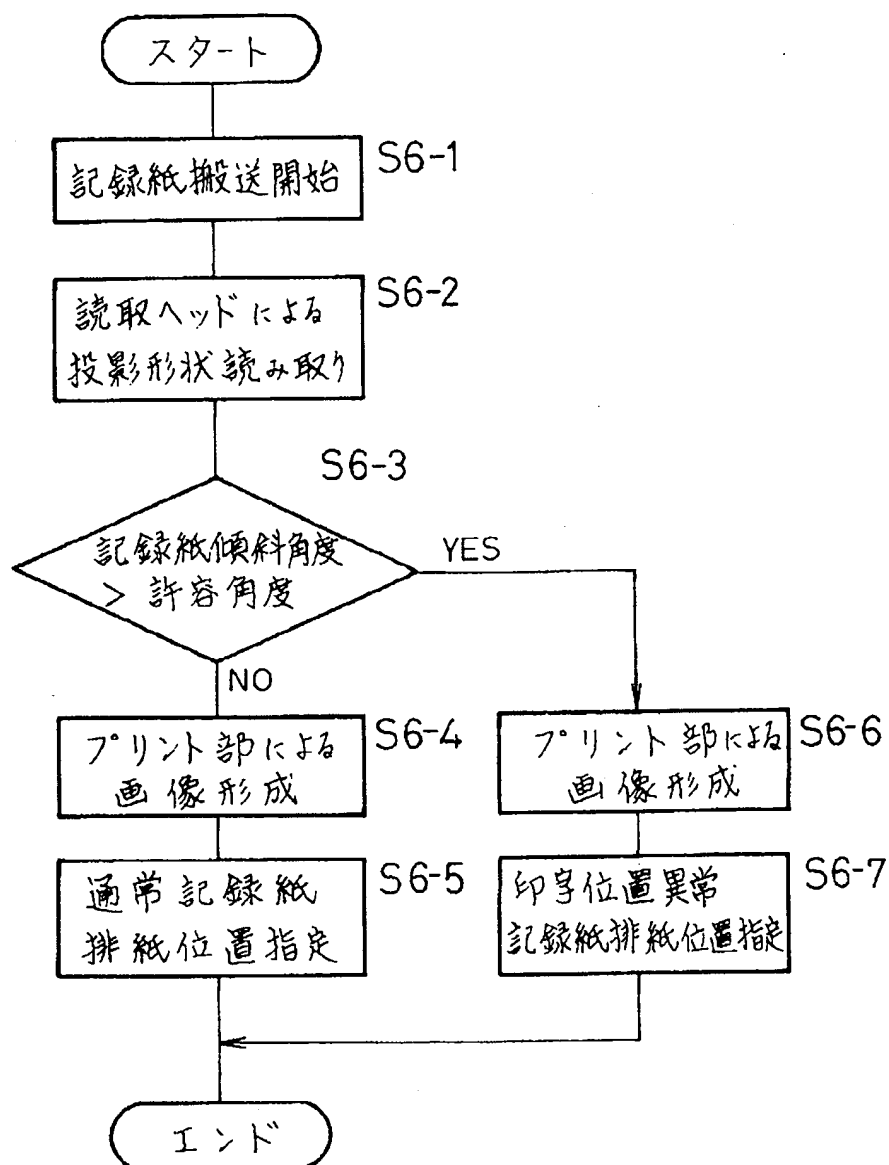 スタート
記録紙搬送開始
S6-1
読取ヘッドによる
投影形状読み取り
S6-2
S6-3
記録紙傾斜角度
> 許容角度
YES
NO
プリント部による
画像形成
S6-4
通常記録紙
排紙位置指定
S6-5
プリント部による
画像形成
S6-6
印字位置異常
記録紙排紙位置指定
S6-7
エンド